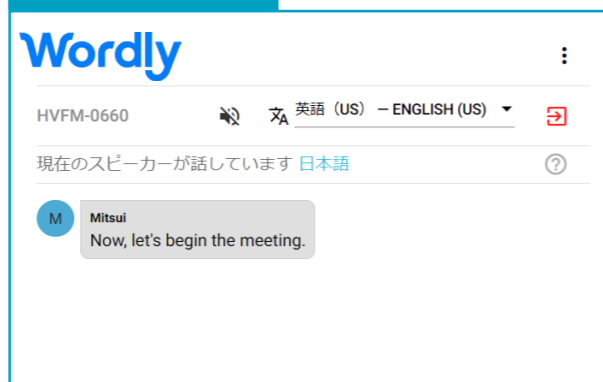 Wordly
HVFM-0660
英語（US） – ENGLISH (US)
現在のスピーカーが話しています 日本語
M
Mitsui
Now, let's begin the meeting.